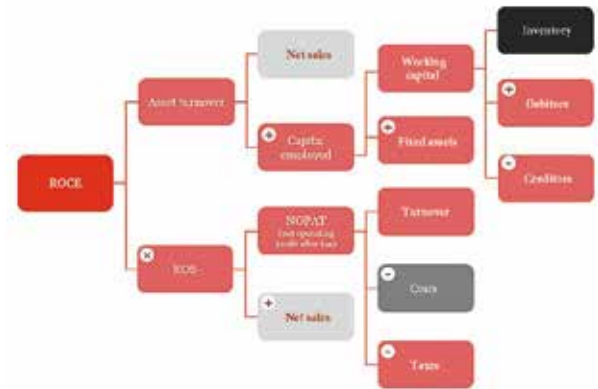 Inventory
Net sales
Working
capital
Asset turnover
Debitors
Capital
employed
Fixed assets
ROCE
Creditors
NOPAT
(net operating
profit after tax)
Turnover
ROS
Costs
Net sales
Taxes